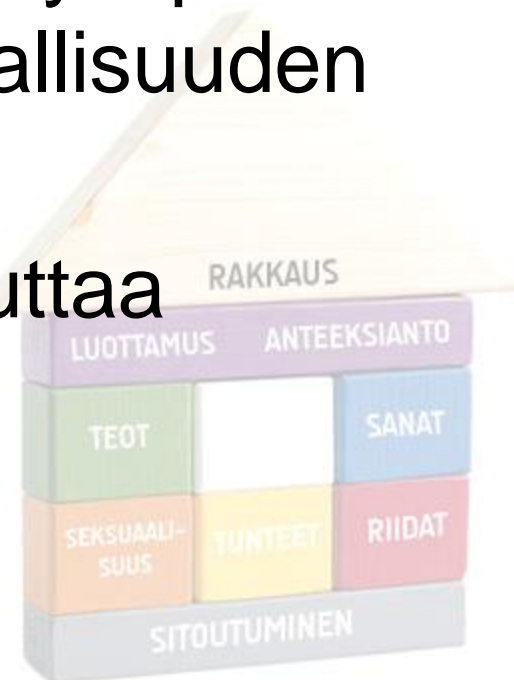 allisuuden
uttaa
RAKKAUS
LUOTTAMUS ANTEEKSIANTO
TEOT
SANAT
SEKSUAALI-
SUUS
TUNTEET
RIIDAT
SITOUTUMINEN